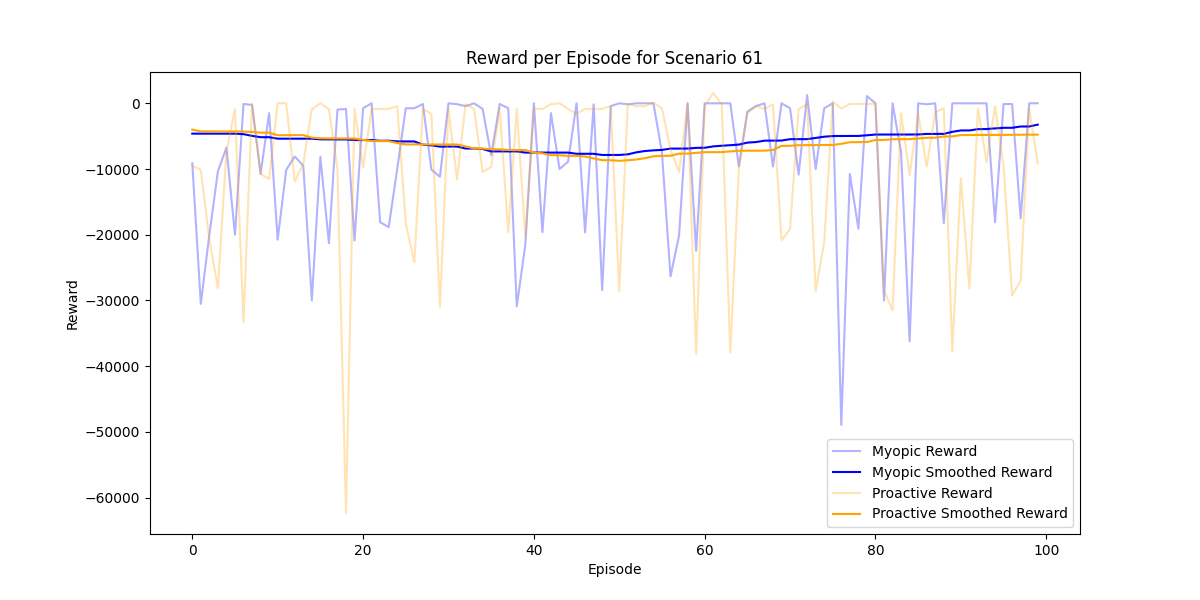 Reward per Episode for Scenario 61
Reward
0
−10000
−20000
−30000
−40000
−50000
−60000
0 20 40 60 80 100
Episode
Myopic Reward
Myopic Smoothed Reward
Proactive Reward
Proactive Smoothed Reward